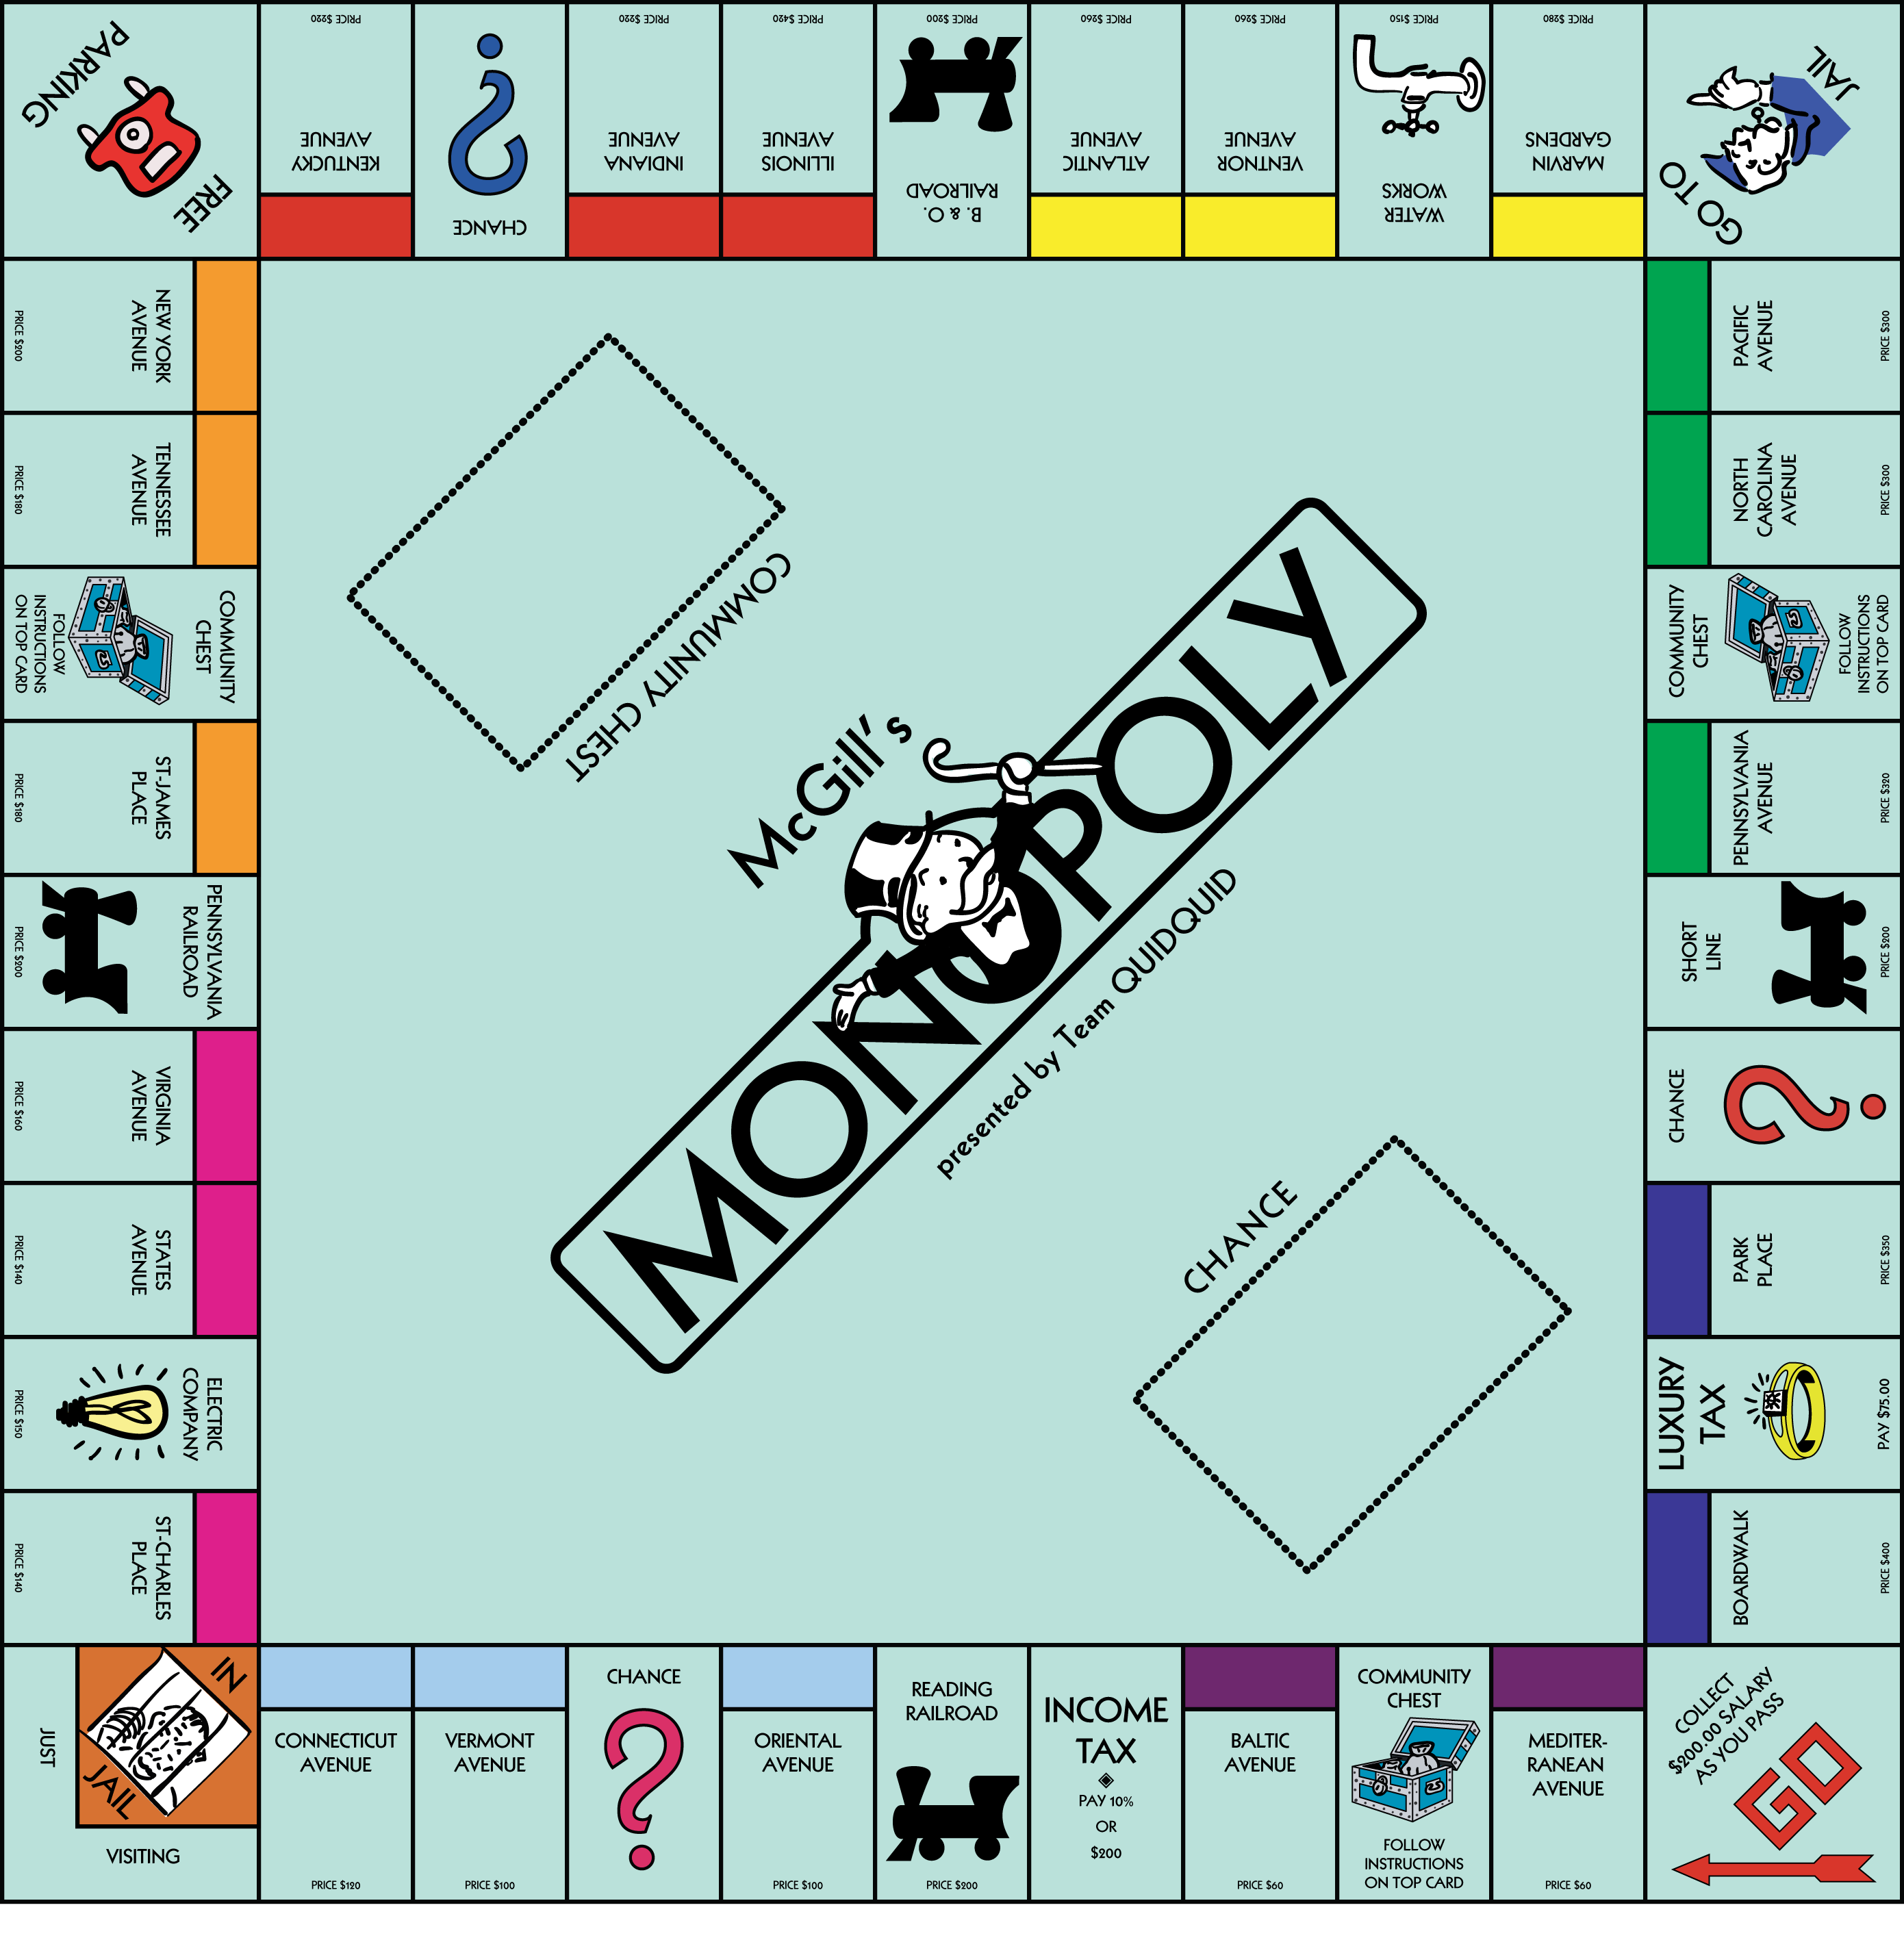 FREE
PARKING
KENTUCKY
AVENUE
PRICE $220
CHANCE
INDIANA
AVENUE
PRICE $220
ILLINOIS
AVENUE
PRICE $420
B. & O.
RAILROAD
PRICE $200
ATLANTIC
AVENUE
PRICE $260
VENTNOR
AVENUE
PRICE $260
WATER
WORKS
PRICE $150
MARVIN
GARDENS
PRICE $280
GO TO
JAIL
PACIFIC
AVENUE
PRICE $300
NORTH
CAROLINA
AVENUE
PRICE $300
COMMUNITY
CHEST
25
FOLLOW
INSTRUCTIONS
ON TOP CARD
PENNSYLVANIA
AVENUE
PRICE $320
SHORT
LINE
PRICE $200
CHANCE
PARK
PLACE
PRICE $350
LUXURY
TAX
PAY $75.00
BOARDWALK
PRICE $400
COLLECT
$200.00 SALARY
AS YOU PASS
GO
MEDITER-
RANEAN
AVENUE
PRICE $60
COMMUNITY
CHEST
25
FOLLOW
INSTRUCTIONS
ON TOP CARD
BALTIC
AVENUE
PRICE $60
INCOME
TAX
PAY 10%
OR
$200
READING
RAILROAD
PRICE $200
ORIENTAL
AVENUE
PRICE $100
CHANCE
?
VERMONT
AVENUE
PRICE $100
CONNECTICUT
AVENUE
PRICE $120
IN
JAIL
JUST
VISITING
ST-CHARLES
PLACE
PRICE $140
ELECTRIC
COMPANY
PRICE $150
STATES
AVENUE
PRICE $140
VIRGINIA
AVENUE
PRICE $160
PENNSYLVANIA
RAILROAD
PRICE $200
ST-JAMES
PLACE
PRICE $180
COMMUNITY
CHEST
25
FOLLOW
INSTRUCTIONS
ON TOP CARD
TENNESSEE
AVENUE
PRICE $180
NEW YORK
AVENUE
PRICE $200
COMMUNITY CHEST
McGill's
MONOPOLY
presented by Team QUIDQUID
CHANCE